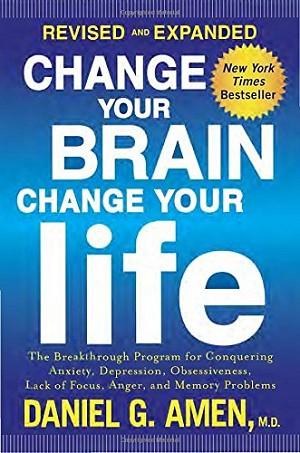 REVISED AND EXPANDED
CHANGE
YOUR
BRAIN
New York
Times
Bestseller
CHANGE YOUR
life
The Breakthrough Program for Conquering
Anxiety, Depression, Obsessiveness,
Lack of Focus, Anger, and Memory Problems
DANIEL G. AMEN, M.D.